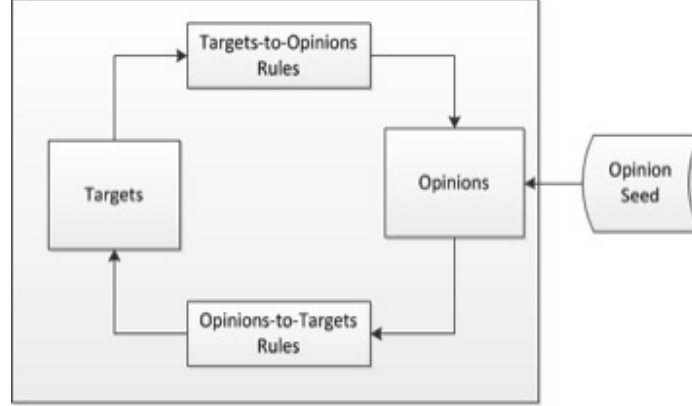 Targets-to-Opinions
Rules
Targets
Opinions
Opinion
Seed
Opinions-to-Targets
Rules